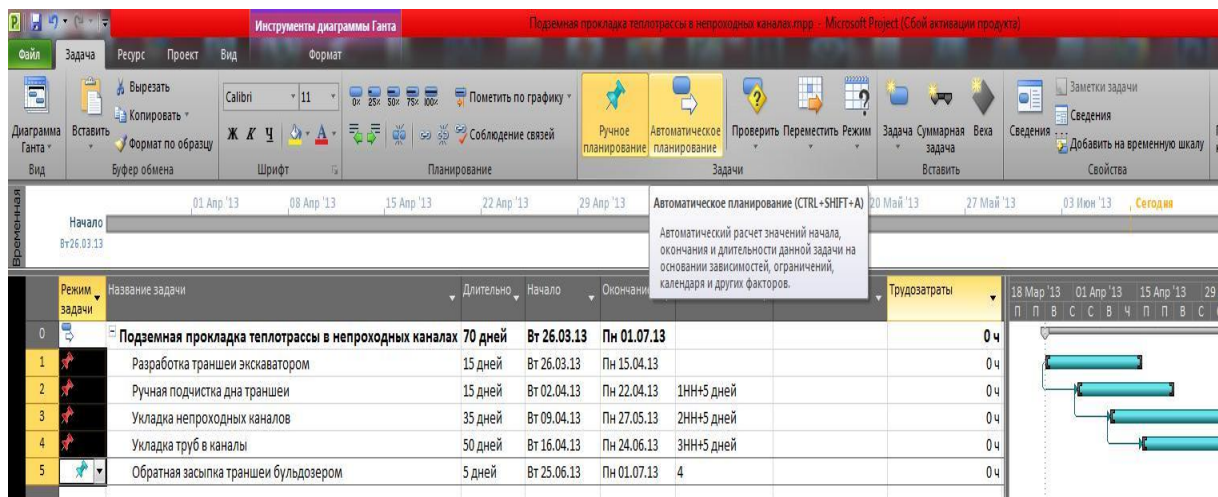 Инструменты диаграммы Ганта
Подземная прокладка теплотрассы в непроходных каналах.mpp - Microsoft Project (Сбой активации продукта)
Файл Задача Ресурс Проект Вид Формат
Диаграмма Ганта
Вставить
Вырезать
Копировать
Формат по образцу
Calibri 11
Ж К Ч
0% 25% 50% 75% 100%
Пометить по графику
Соблюдение связей
Ручное планирование
Автоматическое планирование
Проверить
Переместить
Режим
Задача
Суммарная задача
Веха
Сведения
Заметки задачи
Сведения
Добавить на временную шкалу
Вид Буфер обмена Шрифт Планирование Задачи Вставить Свойства
Временная
01 Апр '13 08 Апр '13 15 Апр '13 22 Апр '13 29 Апр '13 20 Май '13 27 Май '13 03 Июн '13 Сегодня
Начало
Вт26.03.13
Автоматическое планирование (CTRL+SHIFT+A)
Автоматический расчет значений начала,
окончания и длительности данной задачи на
основании зависимостей, ограничений,
календаря и других факторов.
Режим задачи Название задачи Длительно Начало Окончание Трудозатраты
18 Мар '13 01 Апр '13 15 Апр '13 29
П П В С С В Ч П П В С
0 Подземная прокладка теплотрассы в непроходных каналах 70 дней Вт 26.03.13 Пн 01.07.13 0 ч
1 Разработка траншеи экскаватором 15 дней Вт 26.03.13 Пн 15.04.13 0 ч
2 Ручная подчистка дна траншеи 15 дней Вт 02.04.13 Пн 22.04.13 1НН+5 дней 0 ч
3 Укладка непроходных каналов 35 дней Вт 09.04.13 Пн 27.05.13 2НН+5 дней 0 ч
4 Укладка труб в каналы 50 дней Вт 16.04.13 Пн 24.06.13 3НН+5 дней 0 ч
5 Обратная засыпка траншеи бульдозером 5 дней Вт 25.06.13 Пн 01.07.13 4 0 ч